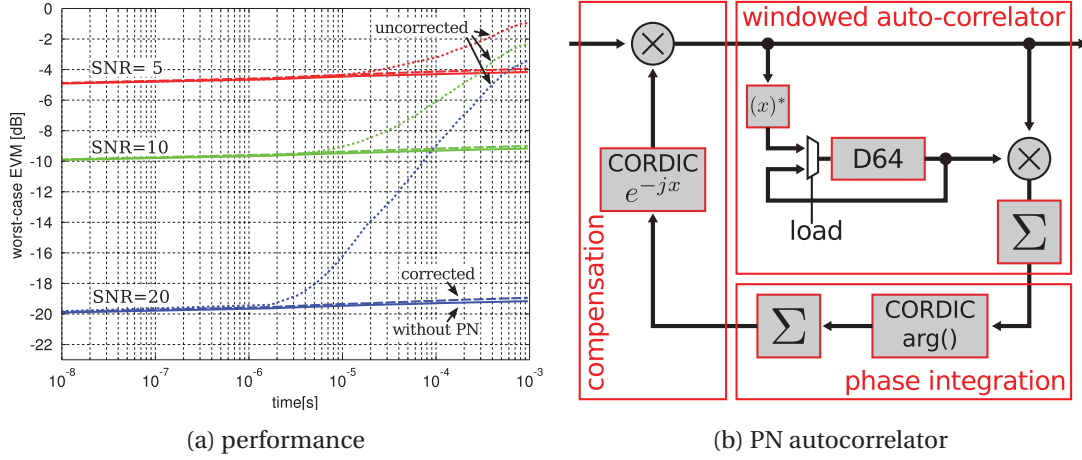 0
-2
-4
-6
-8
-10
-12
-14
-16
-18
-20
-22
worst-case EVM [dB]
uncorrected
SNR= 5
SNR=10
SNR=20
corrected
without PN
10^-8
10^-7
10^-6
10^-5
10^-4
10^-3
time[s]
(a) performance
windowed auto-correlator
×
(x)*
D64
×
load
Σ
CORDIC
e^{-jx}
compensation
Σ
CORDIC
arg()
phase integration
(b) PN autocorrelator